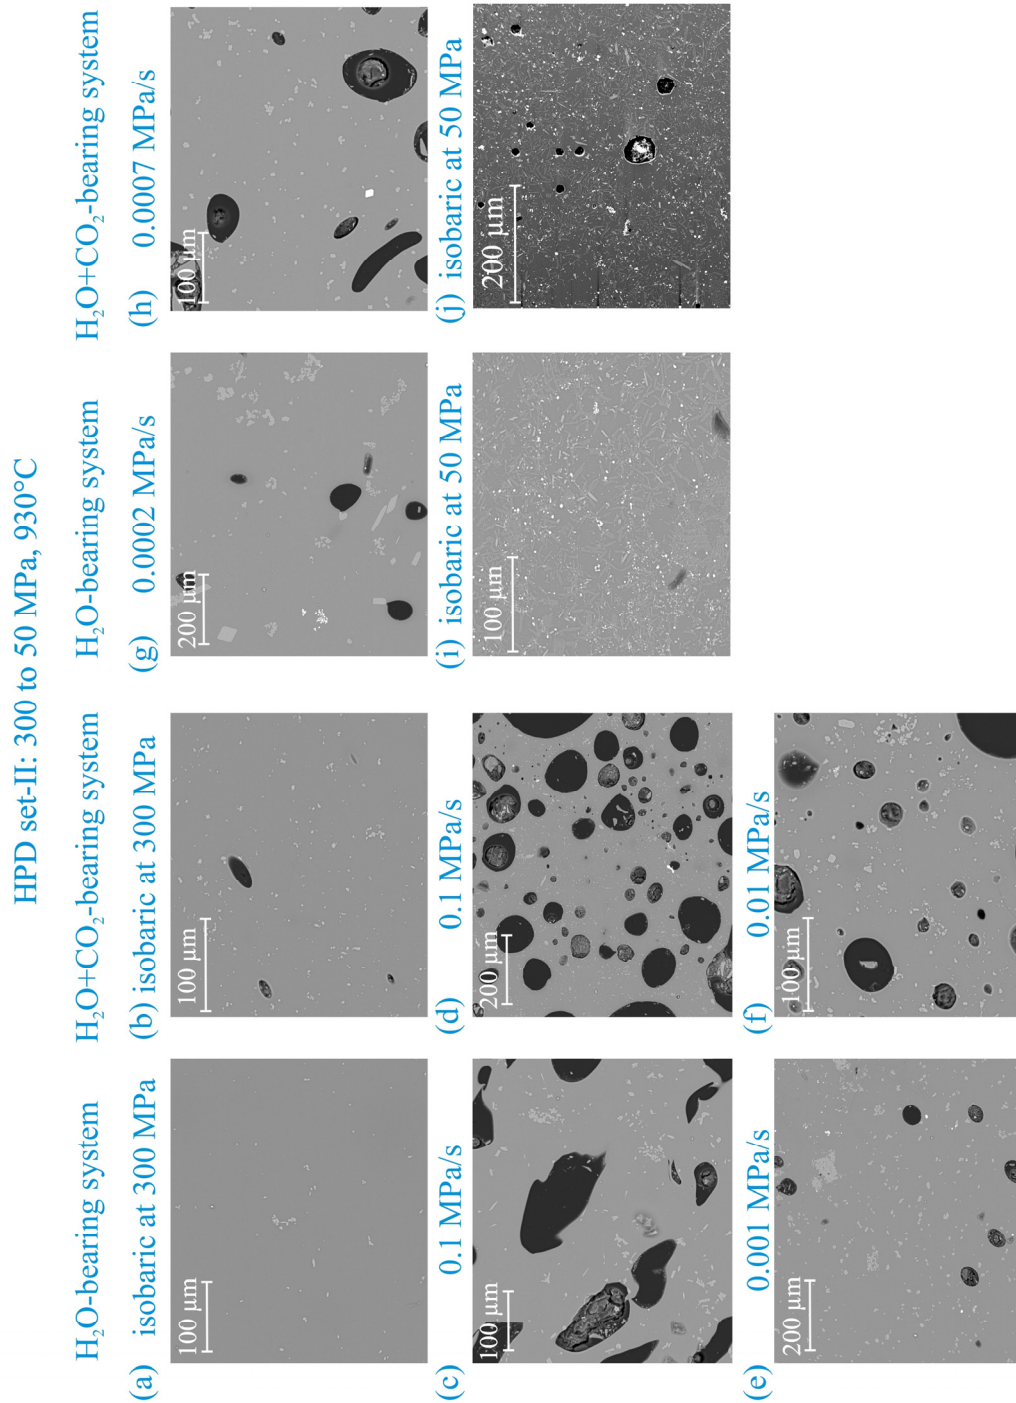 HPD set-II: 300 to 50 MPa, 930°C
H₂O-bearing system
H₂O+CO₂-bearing system
H₂O-bearing system
H₂O+CO₂-bearing system
(a) isobaric at 300 MPa
100 µm
(b) isobaric at 300 MPa
100 µm
(g) 0.0002 MPa/s
200 µm
(h) 0.0007 MPa/s
100 µm
(c) 0.1 MPa/s
100 µm
(d) 0.1 MPa/s
200 µm
(i) isobaric at 50 MPa
100 µm
(j) isobaric at 50 MPa
200 µm
(e) 0.001 MPa/s
200 µm
(f) 0.01 MPa/s
100 µm